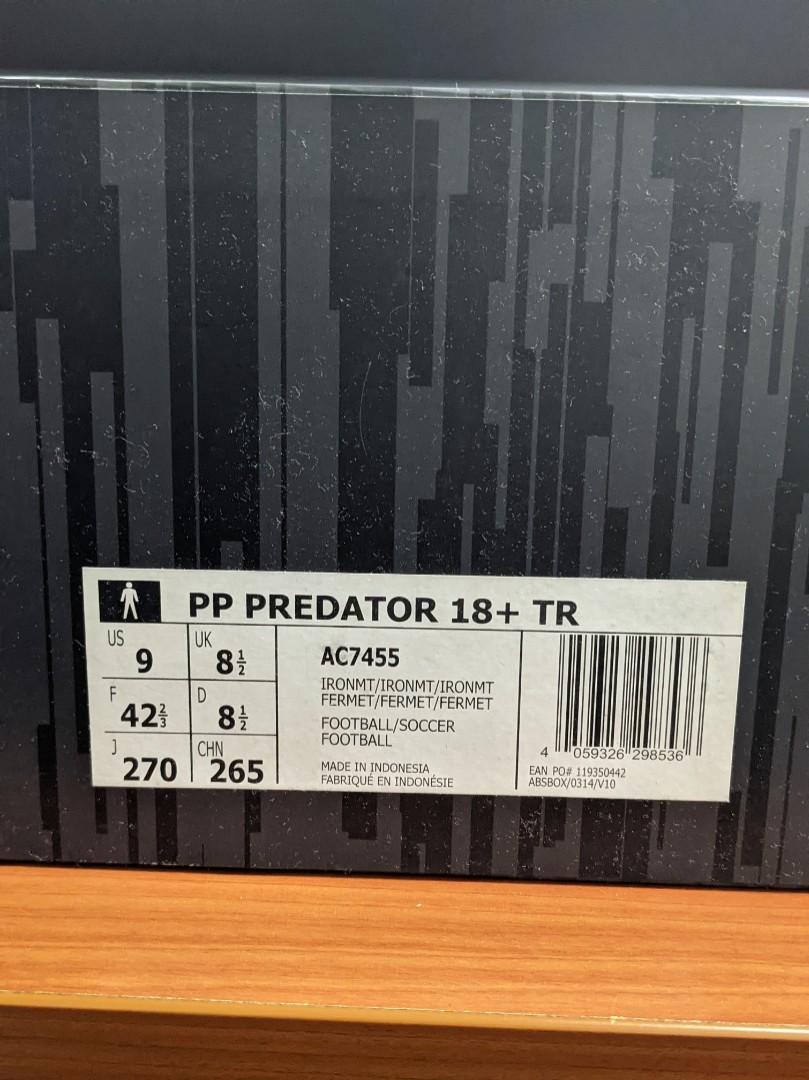 PP PREDATOR 18+ TR
US 9 UK 8½
F 42⅔ D 8½
J 270 CHN 265
AC7455
IRONMT/IRONMT/IRONMT
FERMET/FERMET/FERMET
FOOTBALL/SOCCER
FOOTBALL
MADE IN INDONESIA
FABRIQUÉ EN INDONÉSIE
4 059326 298536
EAN PO# 119350442
ABSBOX/0314/V10